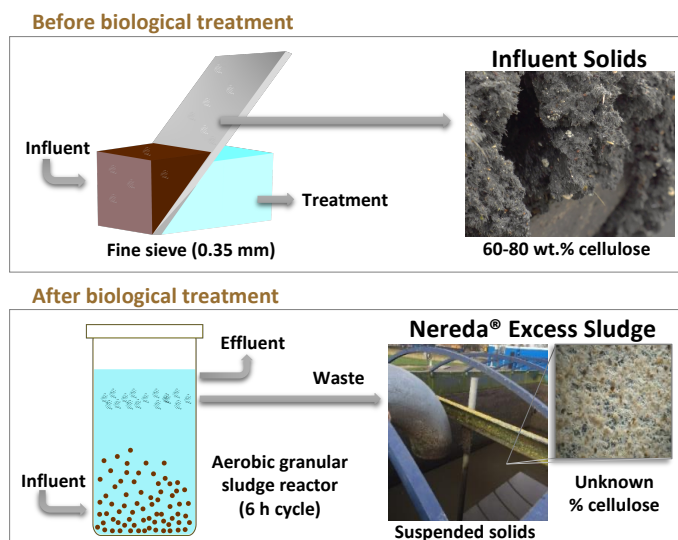 Before biological treatment
Influent Solids
Influent
Treatment
Fine sieve (0.35 mm)
60-80 wt.% cellulose
After biological treatment
Nereda® Excess Sludge
Effluent
Waste
Influent
Aerobic granular
sludge reactor
(6 h cycle)
Unknown
% cellulose
Suspended solids